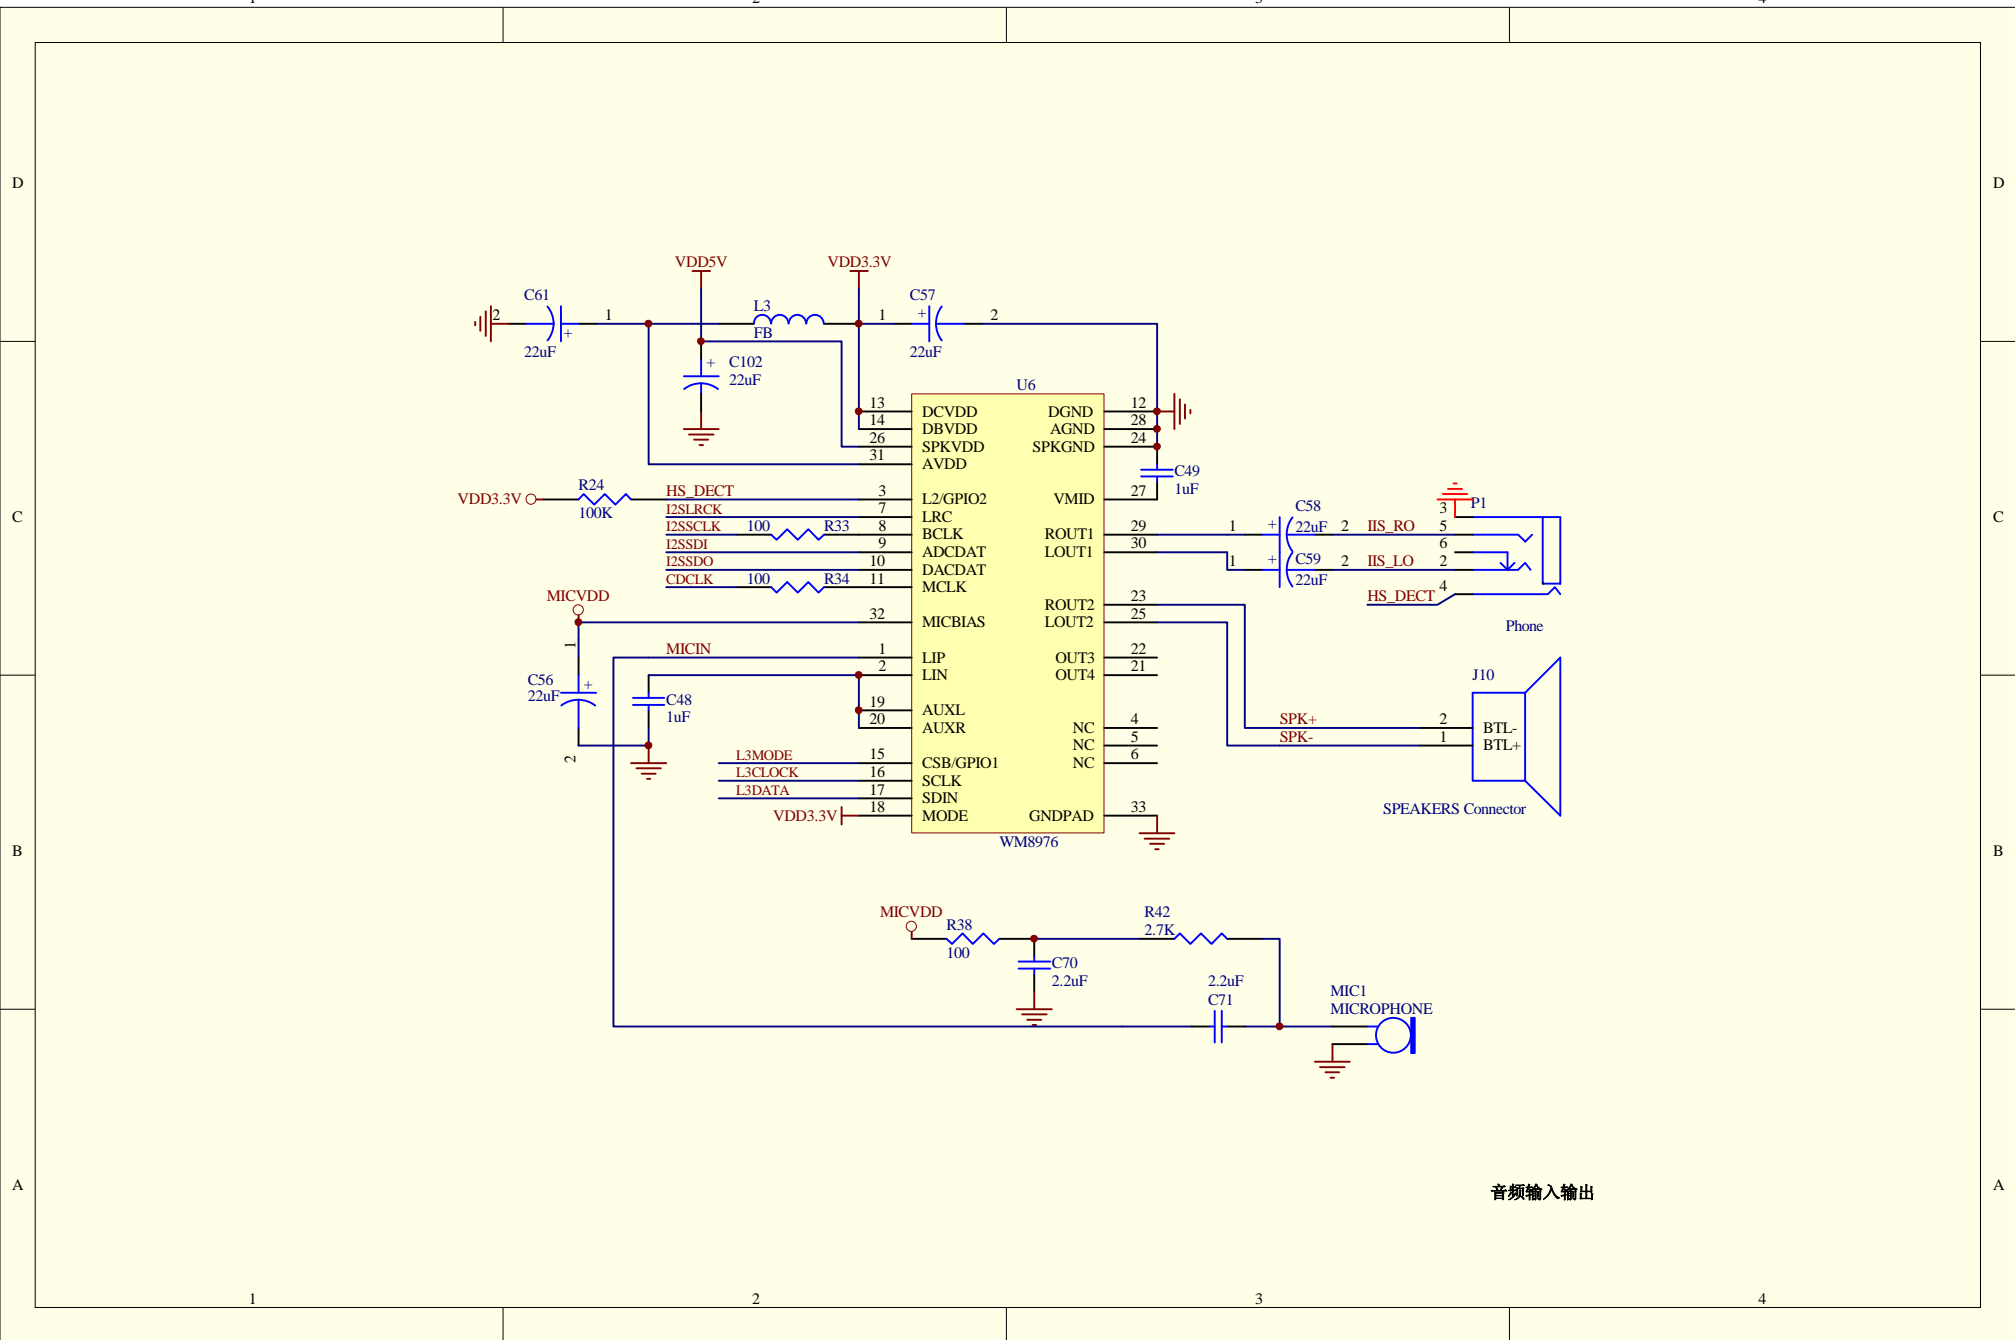 1
2
3
4
D
D
VDD5V
VDD3.3V
C61
2
1
22uF
+
L3
FB
C57
1
+
2
22uF
+
C102
22uF
U6
13
DCVDD
14
DBVDD
26
SPKVDD
31
AVDD
DGND
12
AGND
28
SPKGND
24
C49
1uF
VMID
27
VDD3.3V
R24
100K
HS_DECT
3
L2/GPIO2
I2SLRCK
7
LRC
I2SSCLK
100
R33
8
BCLK
I2SSDI
9
ADCDAT
I2SSDO
10
DACDAT
CDCLK
100
R34
11
MCLK
C
C
ROUT1
29
LOUT1
30
1
+
C58
22uF
2
IIS_RO
1
+
C59
22uF
2
IIS_LO
P1
3
5
6
2
4
HS_DECT
Phone
MICVDD
32
MICBIAS
ROUT2
23
LOUT2
25
MICIN
1
LIP
2
LIN
OUT3
22
OUT4
21
1
C56
22uF
+
2
C48
1uF
19
AUXL
20
AUXR
NC
4
NC
5
NC
6
J10
SPK+
2
BTL-
SPK-
1
BTL+
SPEAKERS Connector
L3MODE
15
CSB/GPIO1
L3CLOCK
16
SCLK
L3DATA
17
SDIN
VDD3.3V
18
MODE
GNDPAD
33
WM8976
B
B
MICVDD
R38
100
R42
2.7K
C70
2.2uF
2.2uF
C71
MIC1
MICROPHONE
A
A
音频输入输出
1
2
3
4